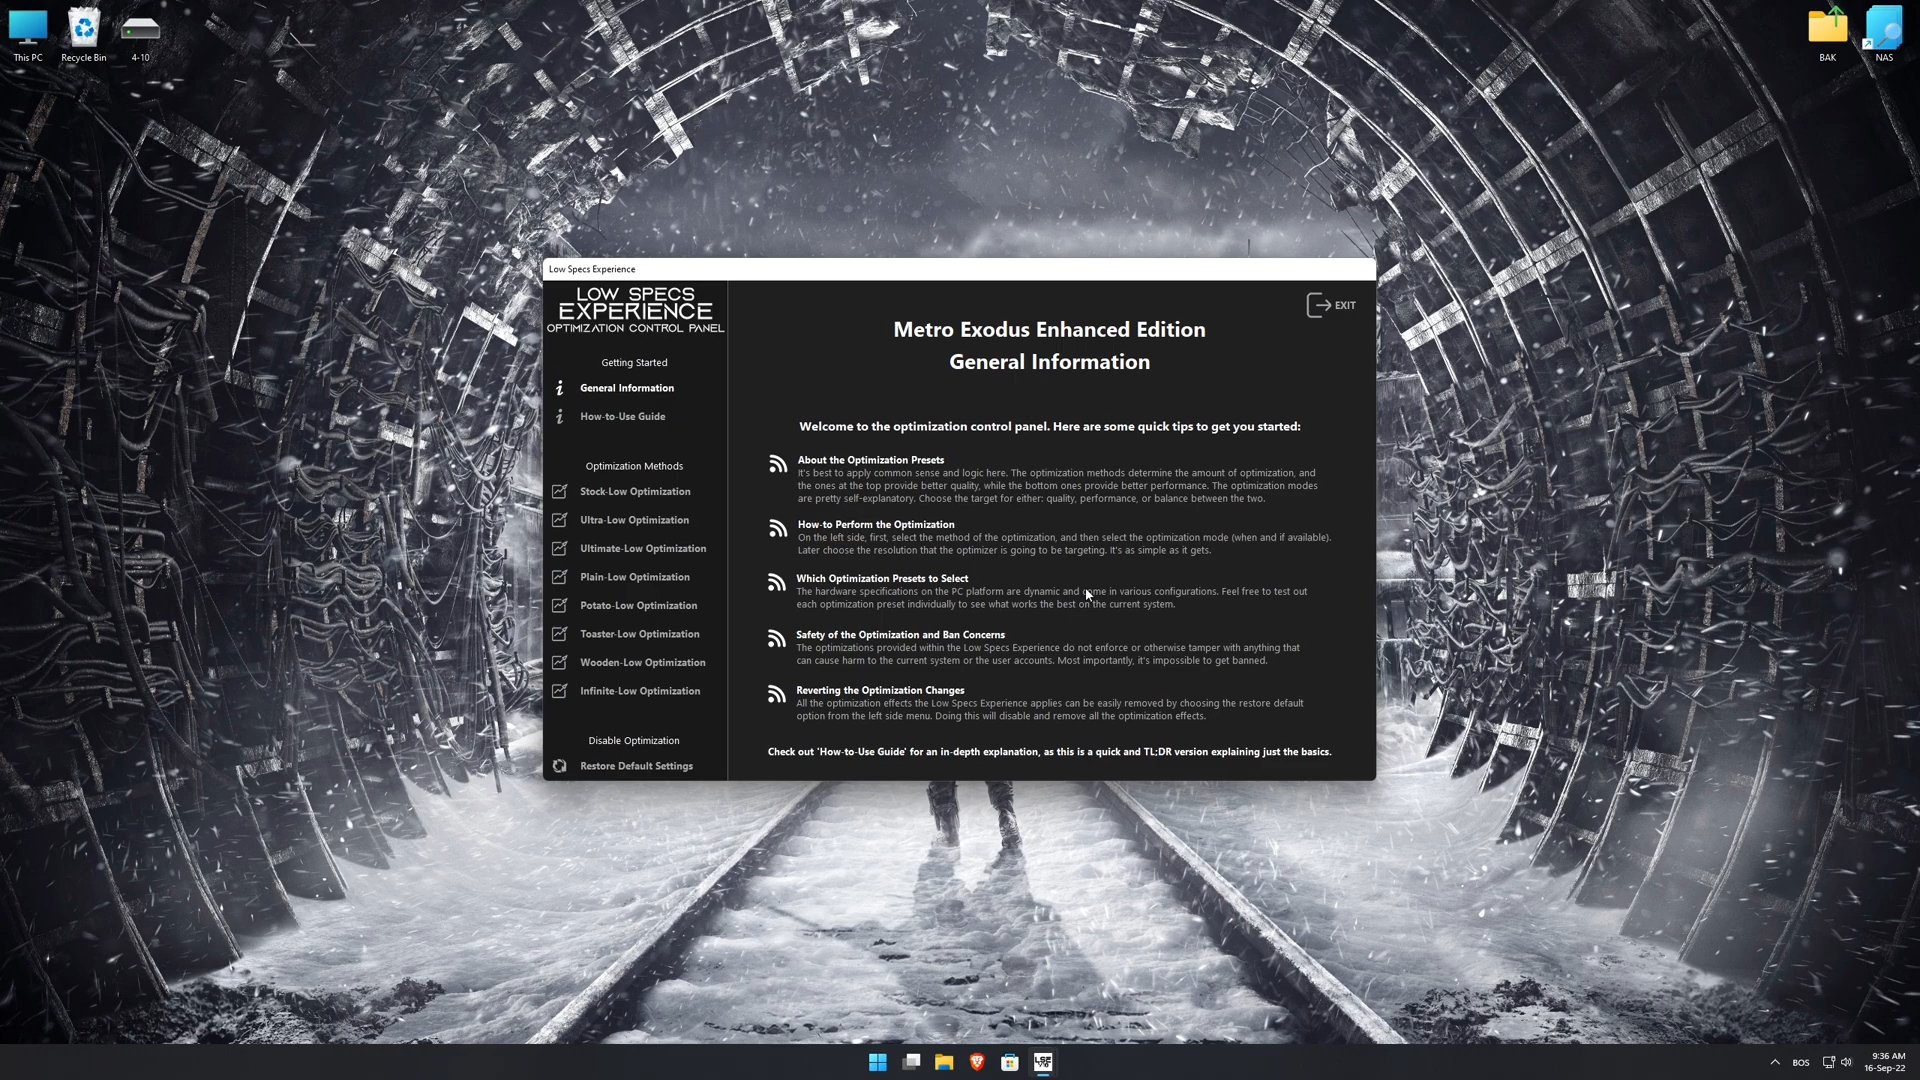 This PC
Recycle Bin
4-10
BAK
NAS
Low Specs Experience
LOW SPECS
EXPERIENCE
OPTIMIZATION CONTROL PANEL
Getting Started
General Information
How-to-Use Guide
Optimization Methods
Stock-Low Optimization
Ultra-Low Optimization
Ultimate-Low Optimization
Plain-Low Optimization
Potato-Low Optimization
Toaster-Low Optimization
Wooden-Low Optimization
Infinite-Low Optimization
Disable Optimization
Restore Default Settings
EXIT
Metro Exodus Enhanced Edition
General Information
Welcome to the optimization control panel. Here are some quick tips to get you started:
About the Optimization Presets
It's best to apply common sense and logic here. The optimization methods determine the amount of optimization, and
the ones at the top provide better quality, while the bottom ones provide better performance. The optimization modes
are pretty self-explanatory. Choose the target for either: quality, performance, or balance between the two.
How-to Perform the Optimization
On the left side, first, select the method of the optimization, and then select the optimization mode (when and if available).
Later choose the resolution that the optimizer is going to be targeting. It's as simple as it gets.
Which Optimization Presets to Select
The hardware specifications on the PC platform are dynamic and come in various configurations. Feel free to test out
each optimization preset individually to see what works the best on the current system.
Safety of the Optimization and Ban Concerns
The optimizations provided within the Low Specs Experience do not enforce or otherwise tamper with anything that
can cause harm to the current system or the user accounts. Most importantly, it's impossible to get banned.
Reverting the Optimization Changes
All the optimization effects the Low Specs Experience applies can be easily removed by choosing the restore default
option from the left side menu. Doing this will disable and remove all the optimization effects.
Check out 'How-to-Use Guide' for an in-depth explanation, as this is a quick and TL;DR version explaining just the basics.
LSE
BOS
9:36 AM
16-Sep-22